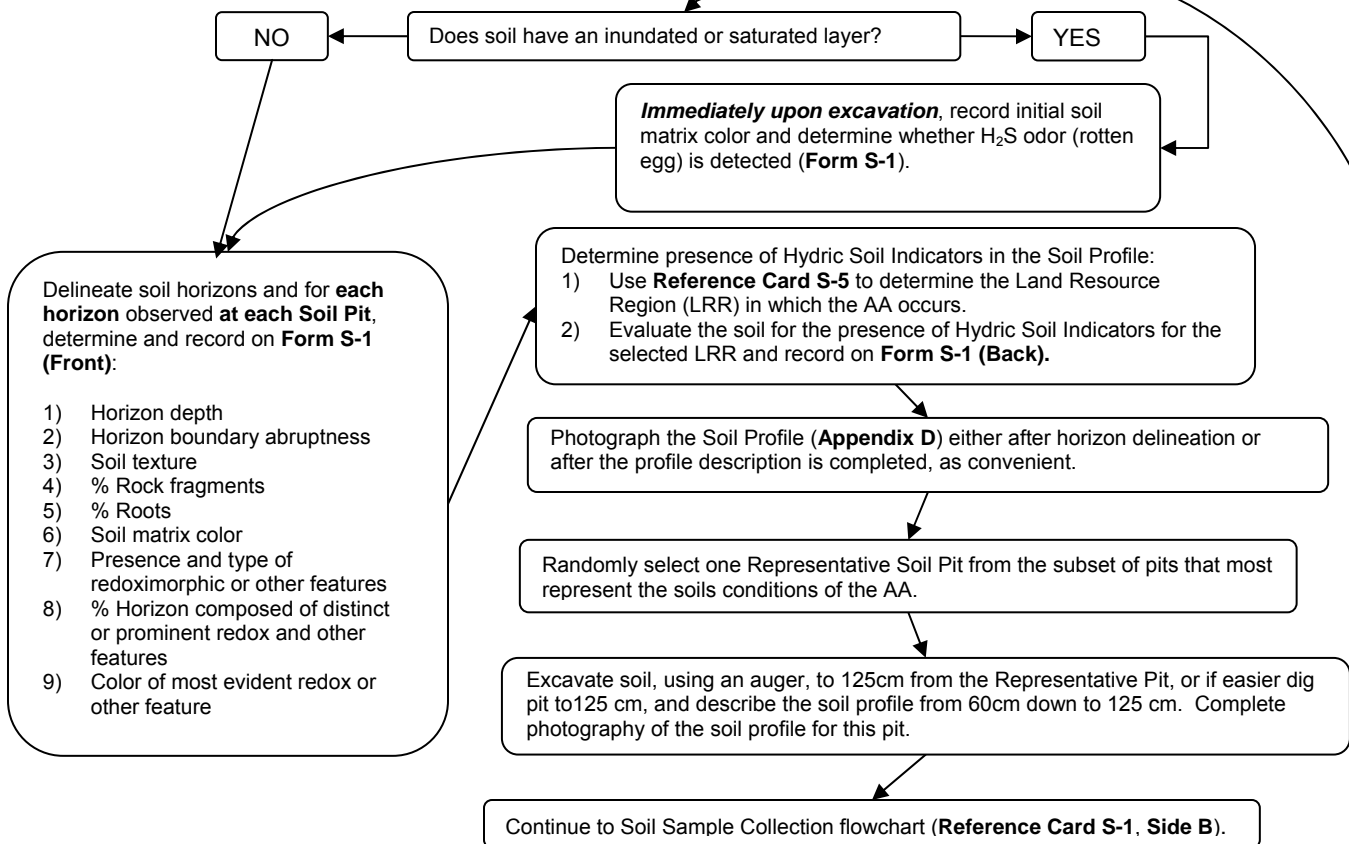 NO
Does soil have an inundated or saturated layer?
YES
Immediately upon excavation, record initial soil
matrix color and determine whether H₂S odor (rotten
egg) is detected (Form S-1).
Delineate soil horizons and for each
horizon observed at each Soil Pit,
determine and record on Form S-1
(Front):
1) Horizon depth
2) Horizon boundary abruptness
3) Soil texture
4) % Rock fragments
5) % Roots
6) Soil matrix color
7) Presence and type of
redoximorphic or other features
8) % Horizon composed of distinct
or prominent redox and other
features
9) Color of most evident redox or
other feature
Determine presence of Hydric Soil Indicators in the Soil Profile:
1) Use Reference Card S-5 to determine the Land Resource
Region (LRR) in which the AA occurs.
2) Evaluate the soil for the presence of Hydric Soil Indicators for the
selected LRR and record on Form S-1 (Back).
Photograph the Soil Profile (Appendix D) either after horizon delineation or
after the profile description is completed, as convenient.
Randomly select one Representative Soil Pit from the subset of pits that most
represent the soils conditions of the AA.
Excavate soil, using an auger, to 125cm from the Representative Pit, or if easier dig
pit to125 cm, and describe the soil profile from 60cm down to 125 cm. Complete
photography of the soil profile for this pit.
Continue to Soil Sample Collection flowchart (Reference Card S-1, Side B).